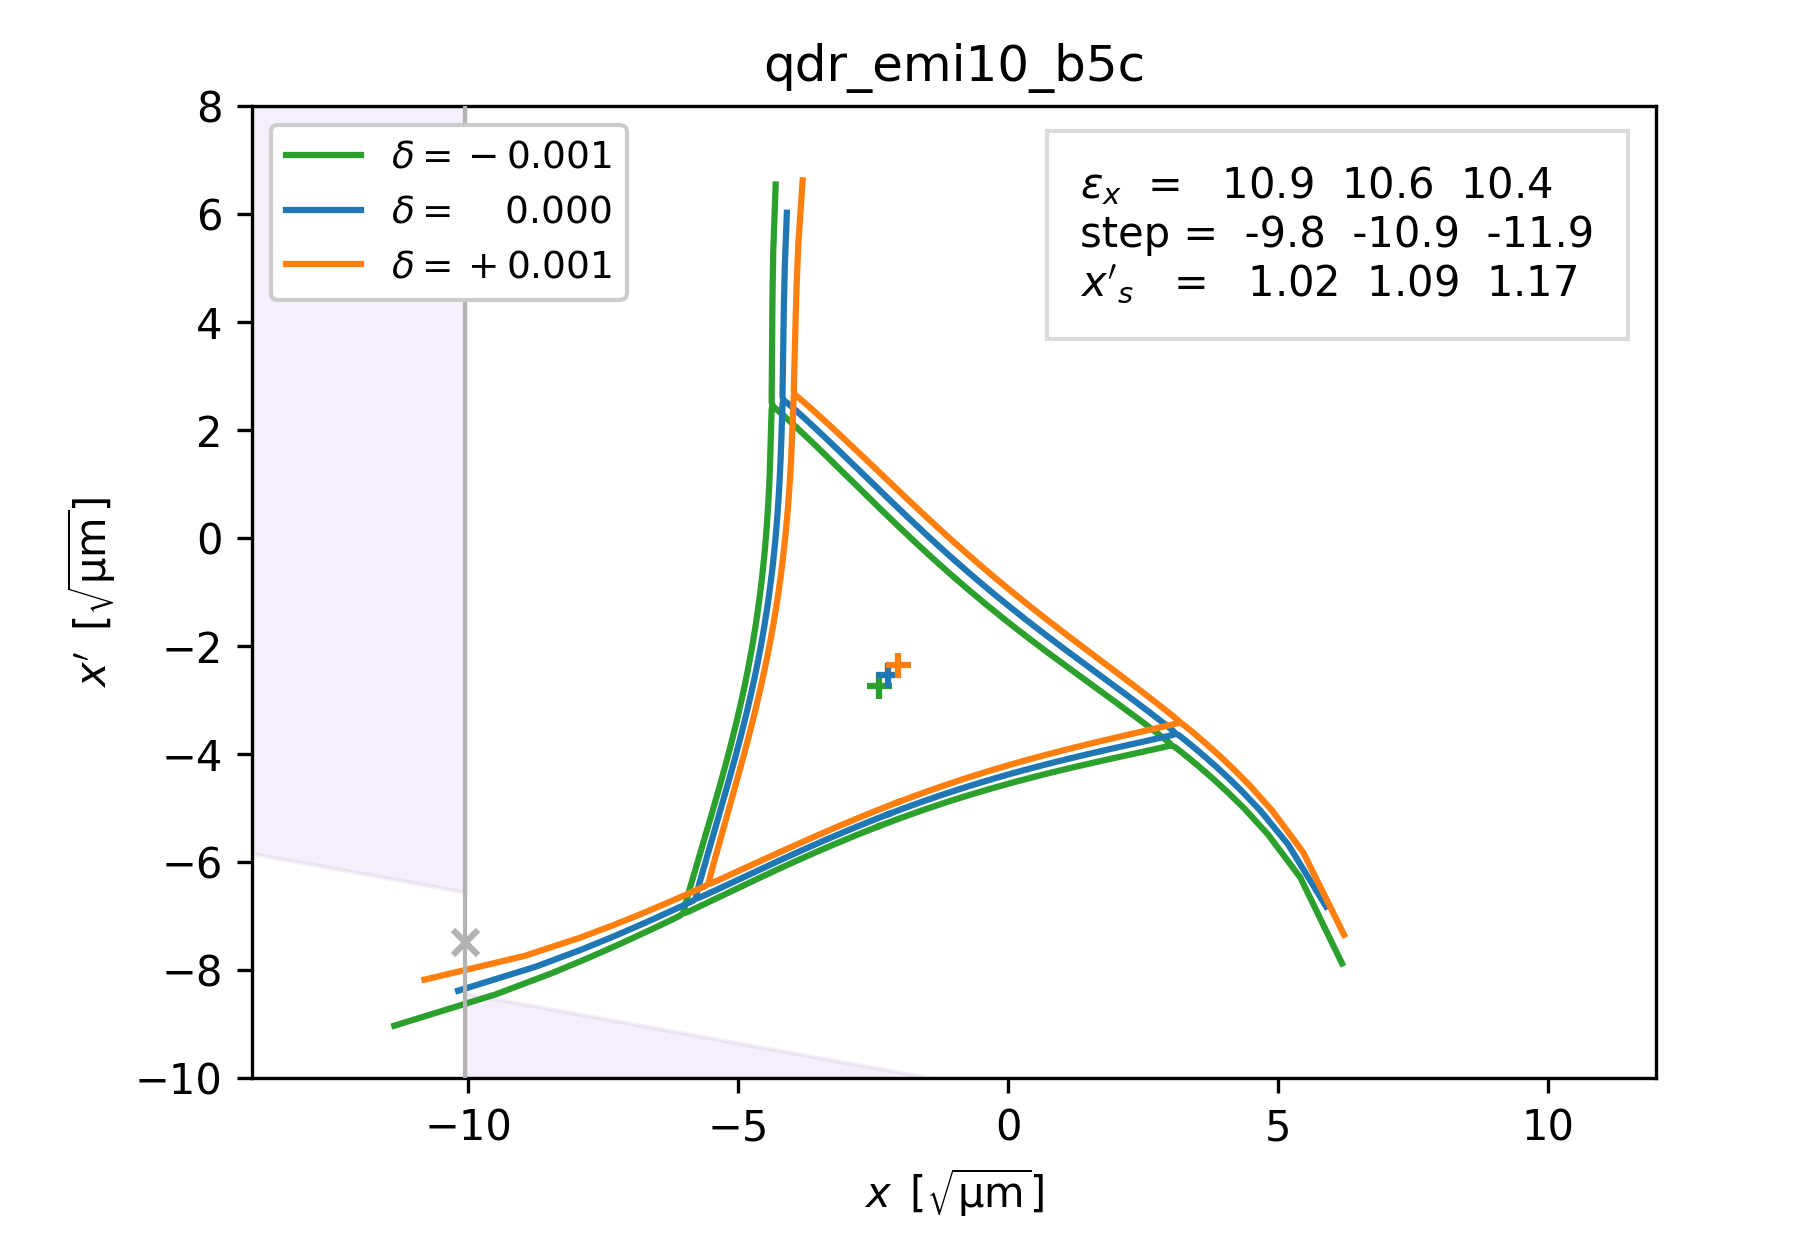 qdr_emi10_b5c
δ = − 0.001
δ = 0.000
δ = + 0.001
εₓ = 10.9 10.6 10.4
step = -9.8 -10.9 -11.9
x′ₛ = 1.02 1.09 1.17
8
6
4
2
0
−2
−4
−6
−8
−10
x′ [√µm]
−10 −5 0 5 10
x [√µm]